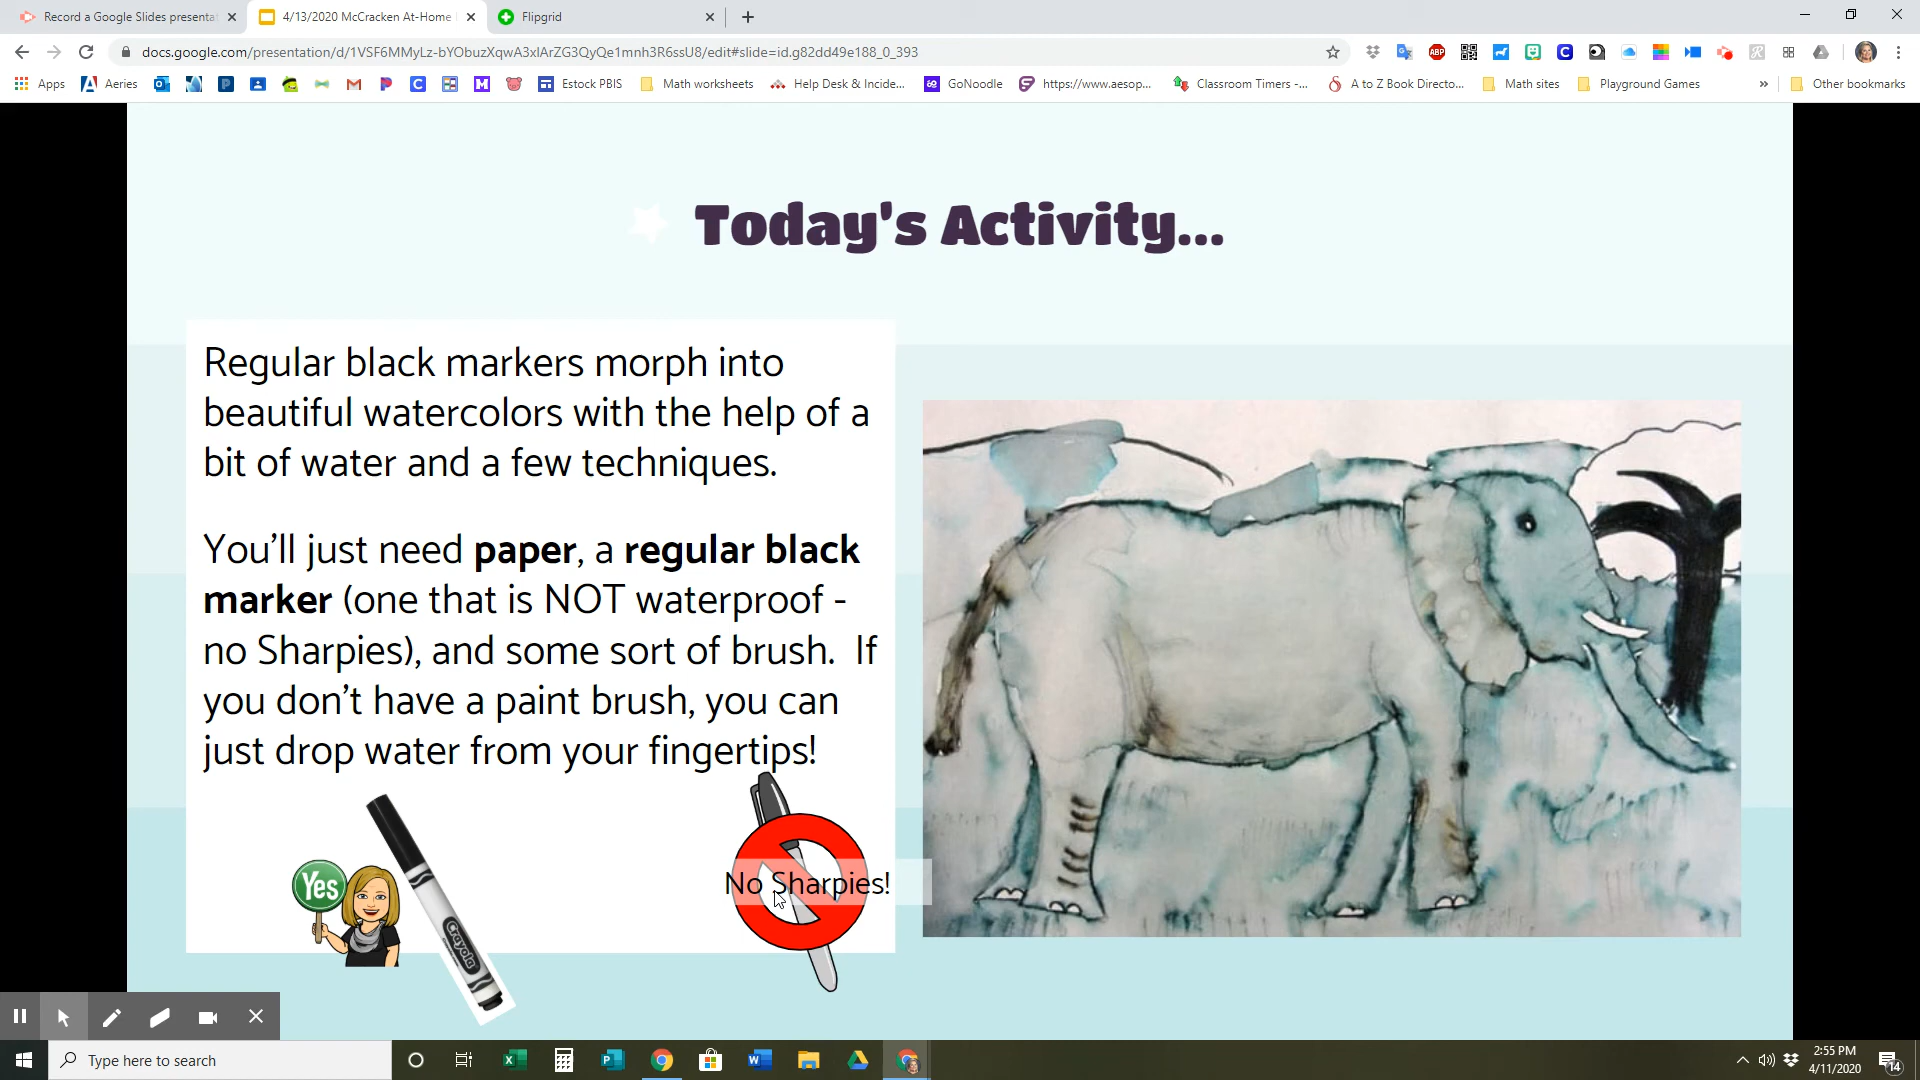 Record a Google Slides presentat
4/13/2020 McCracken At-Home
Flipgrid
docs.google.com/presentation/d/1VSF6MMyLz-bYObuzXqwA3xlArZG3QyQe1mnh3R6ssU8/edit#slide=id.g82dd49e188_0_393
Apps
Aeries
Estock PBIS
Math worksheets
Help Desk & Incide...
GoNoodle
https://www.aesop...
Classroom Timers -...
A to Z Book Directo...
Math sites
Playground Games
Other bookmarks
Today's Activity...
Regular black markers morph into
beautiful watercolors with the help of a
bit of water and a few techniques.
You'll just need paper, a regular black
marker (one that is NOT waterproof -
no Sharpies), and some sort of brush.  If
you don't have a paint brush, you can
just drop water from your fingertips!
Yes
Crayola
No Sharpies!
Type here to search
2:55 PM
4/11/2020
14